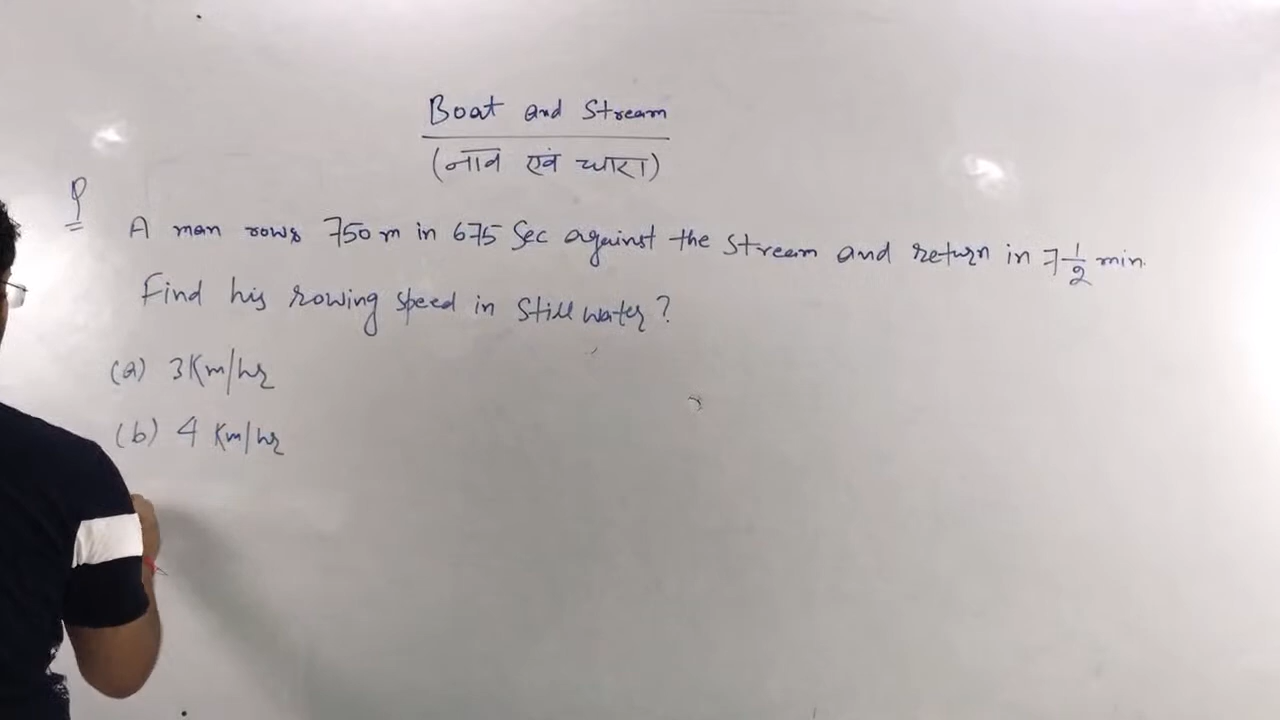 Boat and Stream
(नाव एवं धारा)
Q
A man rows 750 m in 675 Sec against the Stream and return in 7 1/2 min.
Find his rowing speed in Still water?
(a) 3 Km/hr
(b) 4 Km/hr